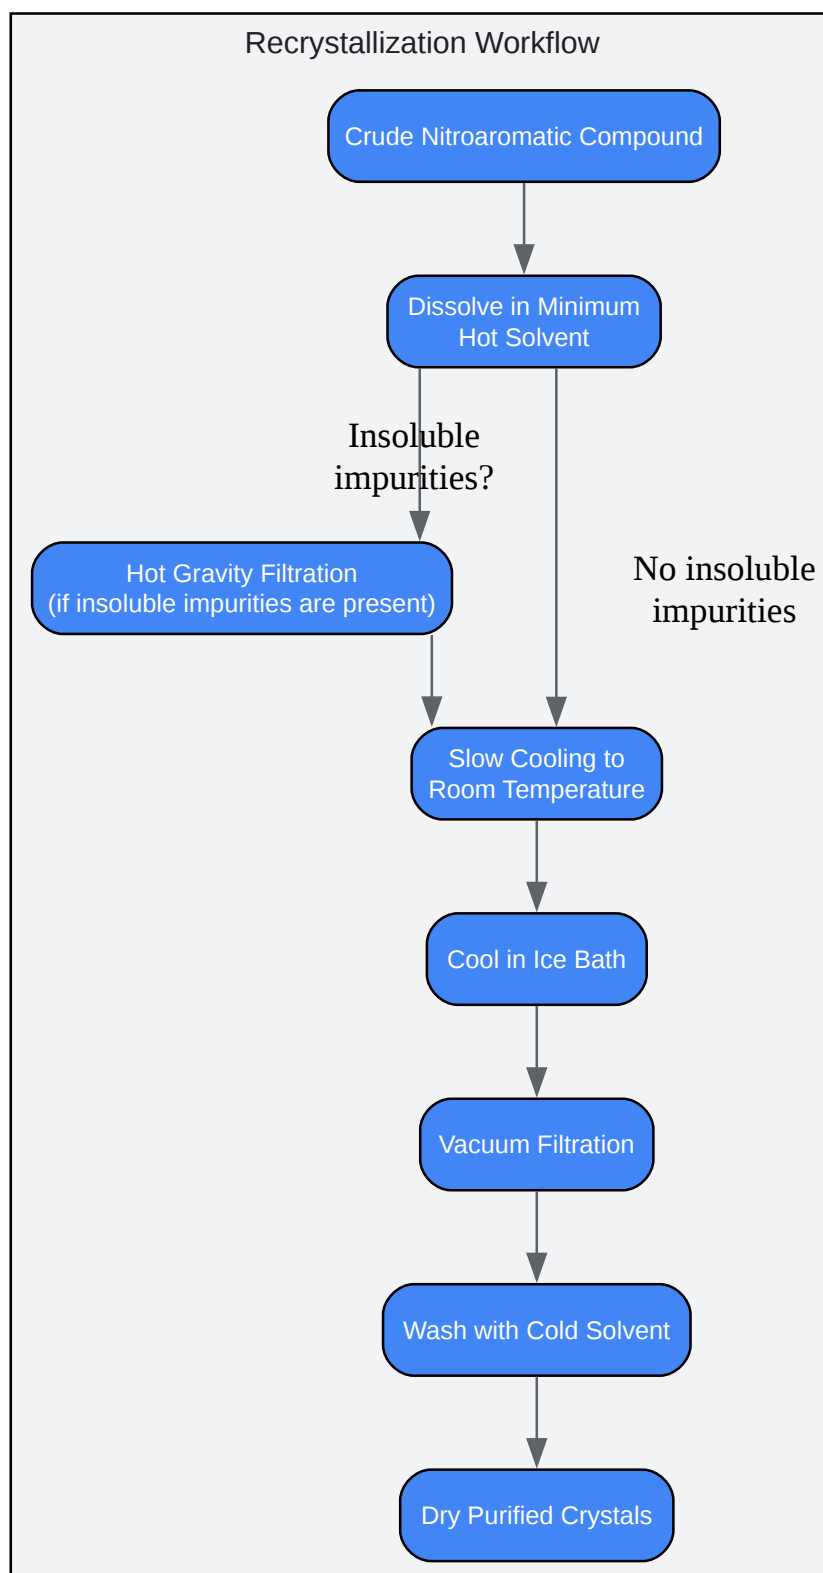 Recrystallization Workflow
Crude Nitroaromatic Compound
Dissolve in Minimum
Hot Solvent
Insoluble
impurities?
Hot Gravity Filtration
(if insoluble impurities are present)
No insoluble
impurities
Slow Cooling to
Room Temperature
Cool in Ice Bath
Vacuum Filtration
Wash with Cold Solvent
Dry Purified Crystals